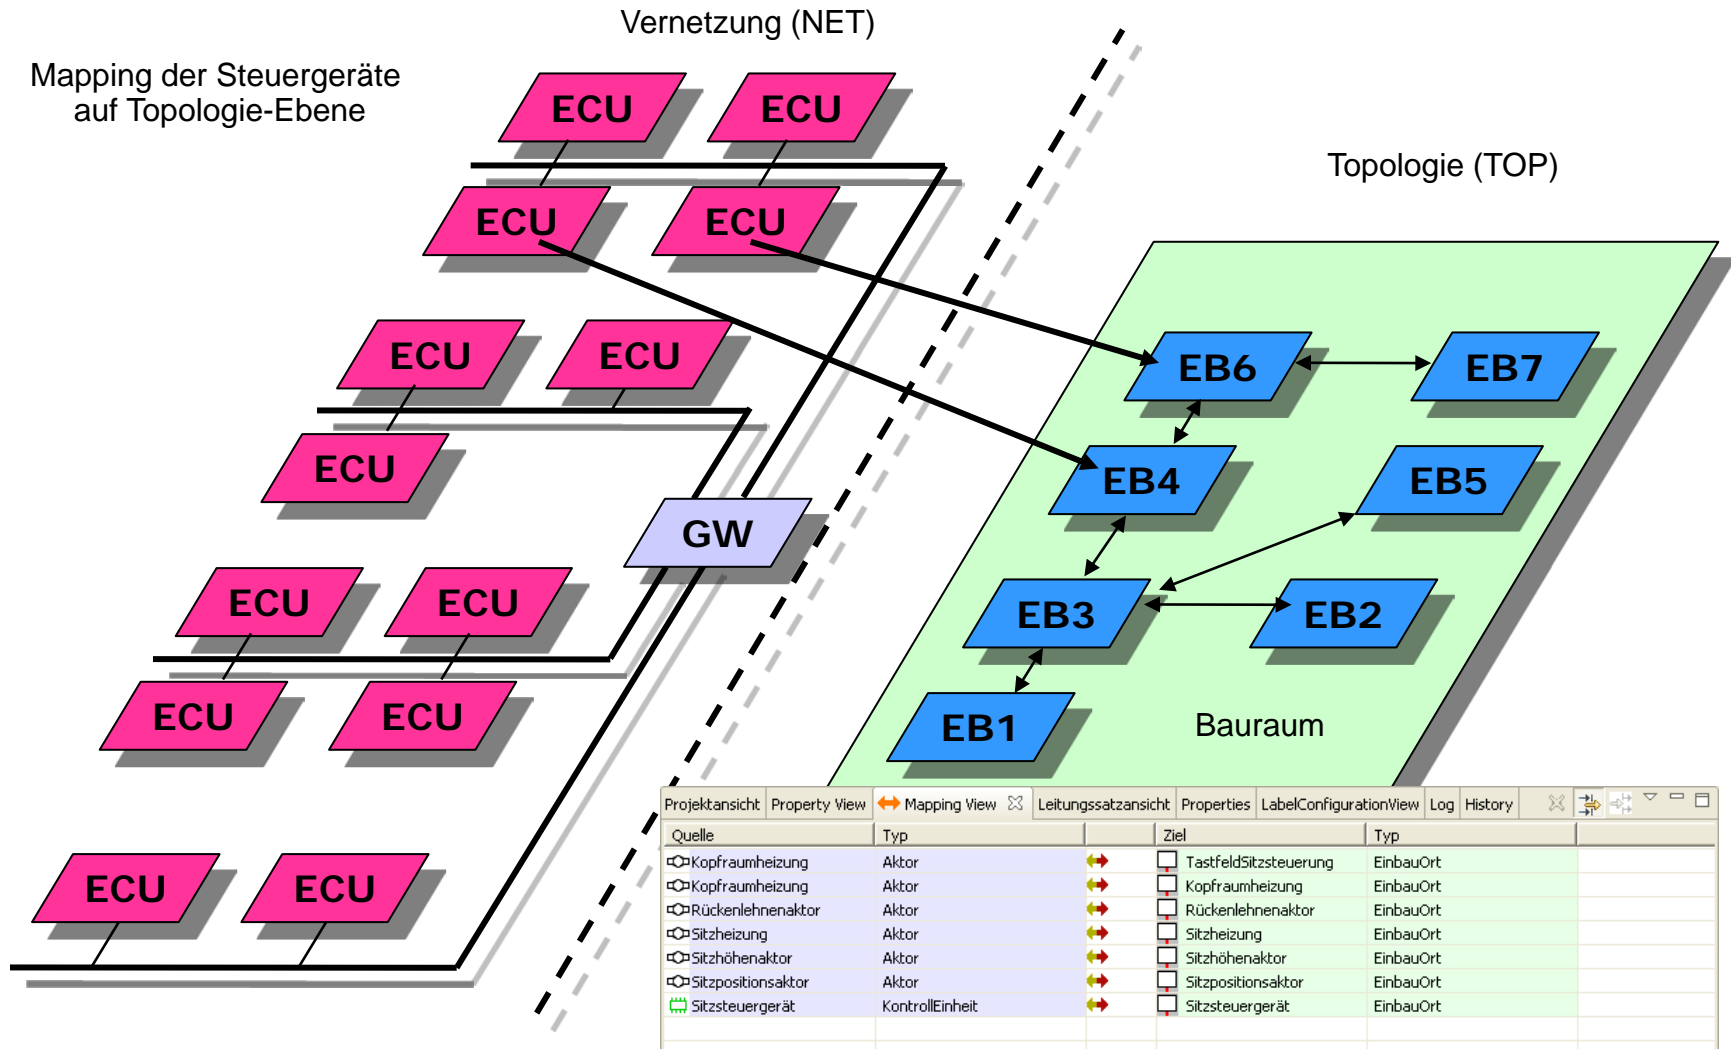 Vernetzung (NET)
Mapping der Steuergeräte
auf Topologie-Ebene
ECU ECU
Topologie (TOP)
ECU ECU
ECU ECU
EB6 EB7
ECU
EB4 EB5
GW
ECU ECU
EB3 EB2
ECU ECU
EB1 Bauraum
Projektansicht Property View Mapping View Leitungssatzansicht Properties LabelConfigurationView Log History
Quelle Typ Ziel Typ
Kopfraumheizung Aktor TastfeldSitzsteuerung EinbauOrt
Kopfraumheizung Aktor Kopfraumheizung EinbauOrt
ECU ECU
Rückenlehnenaktor Aktor Rückenlehnenaktor EinbauOrt
Sitzheizung Aktor Sitzheizung EinbauOrt
Sitzhöhenaktor Aktor Sitzhöhenaktor EinbauOrt
Sitzpositionsaktor Aktor Sitzpositionsaktor EinbauOrt
Sitzsteuergerät KontrollEinheit Sitzsteuergerät EinbauOrt